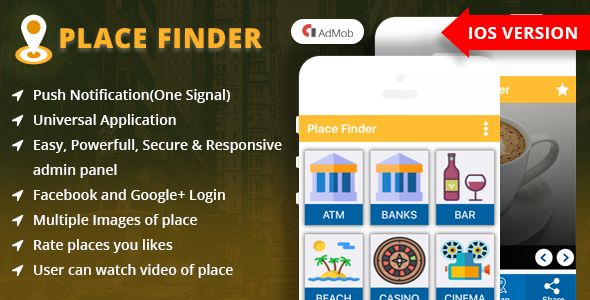 PLACE FINDER
AdMob
IOS VERSION
Push Notification(One Signal)
Universal Application
Easy, Powerfull, Secure & Responsive
admin panel
Facebook and Google+ Login
Multiple Images of place
Rate places you likes
User can watch video of place
Place Finder
ATM
BANKS
BAR
BEACH
CASINO
CINEMA
Share